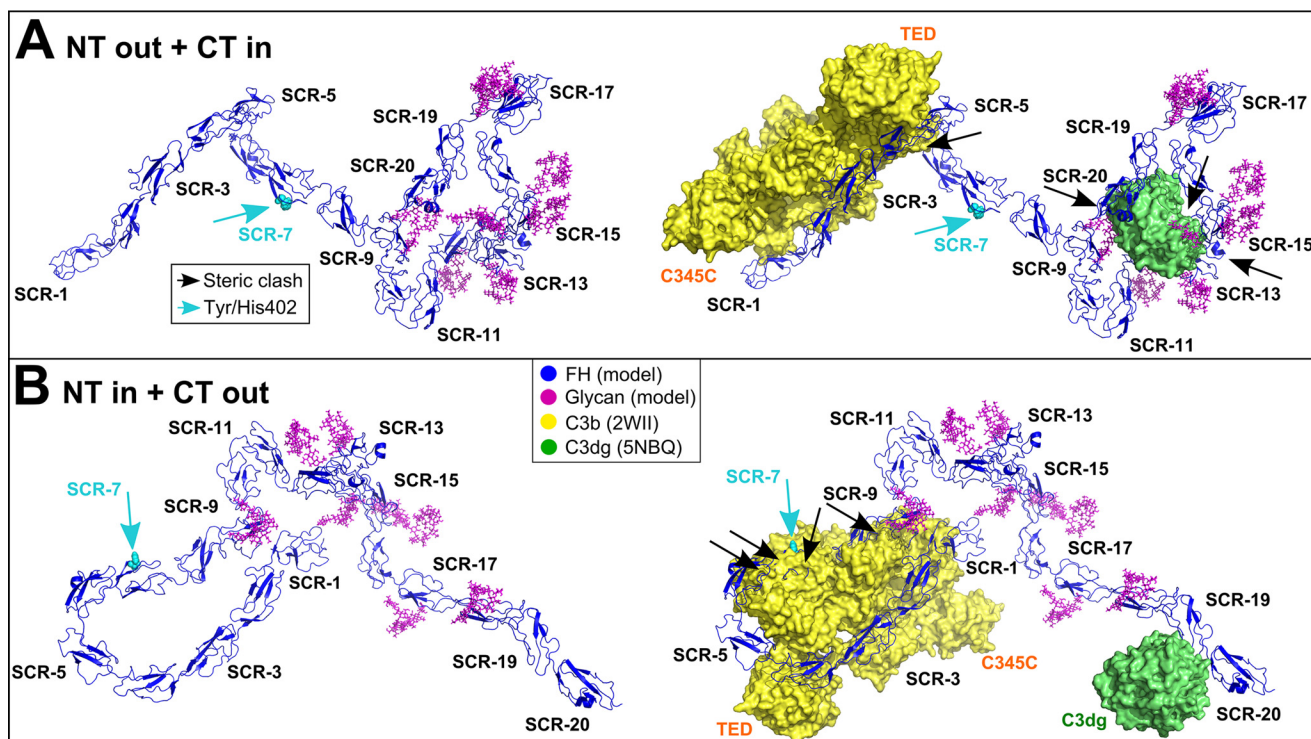 A NT out + CT in
SCR-5
SCR-3
SCR-7
SCR-1
SCR-9
SCR-19
SCR-20
SCR-17
SCR-15
SCR-13
SCR-11
Steric clash
Tyr/His402
TED
SCR-5
SCR-3
SCR-7
C345C
SCR-1
SCR-9
SCR-19
SCR-20
SCR-17
SCR-15
SCR-13
SCR-11
B NT in + CT out
FH (model)
Glycan (model)
C3b (2WII)
C3dg (5NBQ)
SCR-11
SCR-13
SCR-15
SCR-7
SCR-9
SCR-1
SCR-17
SCR-5
SCR-3
SCR-19
SCR-20
SCR-11
SCR-13
SCR-15
SCR-7
SCR-9
SCR-1
SCR-17
SCR-19
SCR-5
SCR-3
C345C
TED
C3dg
SCR-20